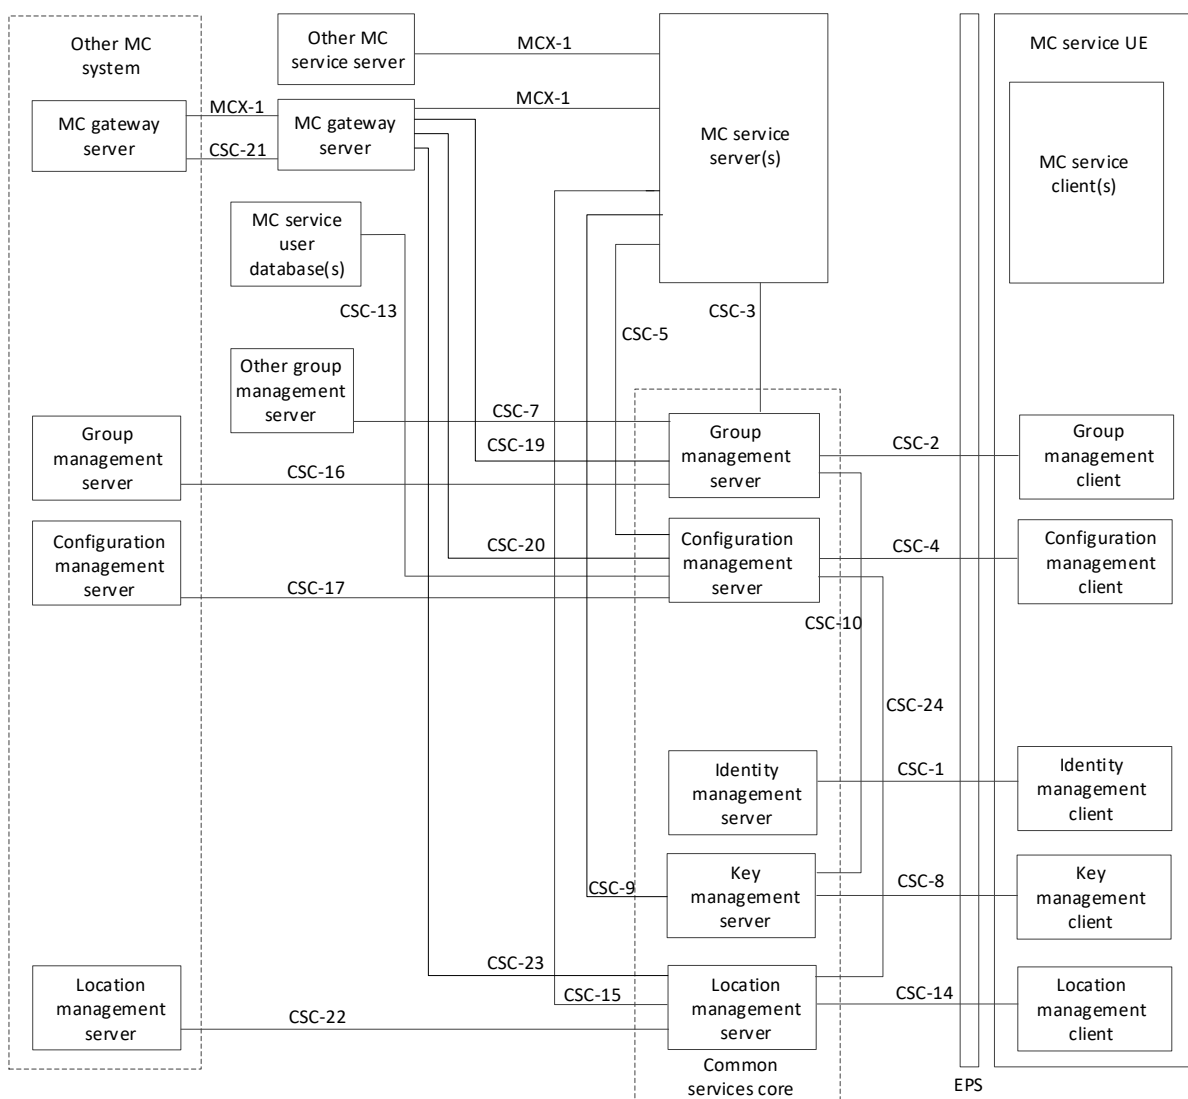 Other MC
system
Other MC
service server
MCX-1
MC service UE
MC gateway
server
MCX-1
CSC-21
MC gateway
server
MCX-1
MC service
server(s)
MC service
client(s)
MC service
user
database(s)
CSC-13
CSC-5
CSC-3
Other group
management
server
CSC-7
CSC-19
Group
management
server
CSC-16
Group
management
server
CSC-2
Group
management
client
Configuration
management
server
CSC-20
CSC-17
Configuration
management
server
CSC-4
Configuration
management
client
CSC-10
CSC-24
Identity
management
server
CSC-1
Identity
management
client
CSC-9
Key
management
server
CSC-8
Key
management
client
Location
management
server
CSC-23
CSC-15
CSC-22
Location
management
server
CSC-14
Location
management
client
Common
services core
EPS